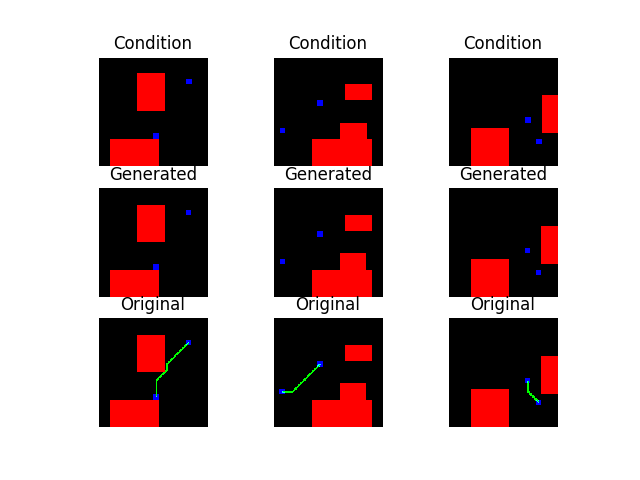 Condition Condition Condition
Generated Generated Generated
Original Original Original